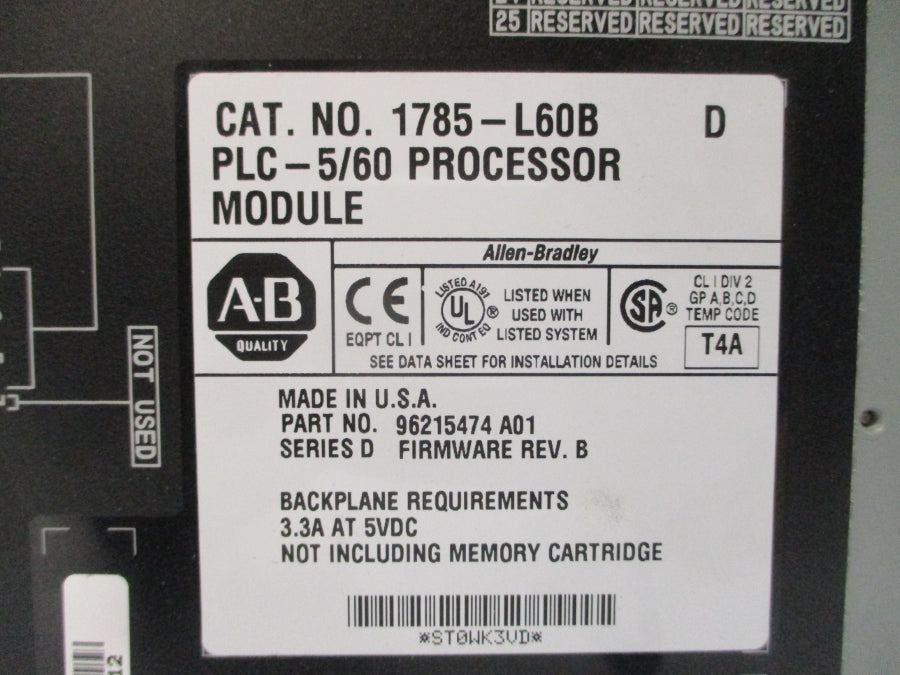 25 RESERVED RESERVED RESERVED
CAT. NO. 1785-L60B D
PLC-5/60 PROCESSOR
MODULE
Allen-Bradley
A-B
QUALITY
CE
EQPT CL I
LISTED A197
UL ®
IND CONT EQ
LISTED WHEN
USED WITH
LISTED SYSTEM
SA ®
CL I DIV 2
GP A,B,C,D
TEMP CODE
T4A
SEE DATA SHEET FOR INSTALLATION DETAILS
NOT USED
MADE IN U.S.A.
PART NO. 96215474 A01
SERIES D FIRMWARE REV. B
BACKPLANE REQUIREMENTS
3.3A AT 5VDC
NOT INCLUDING MEMORY CARTRIDGE
*ST0WK3VD*
12